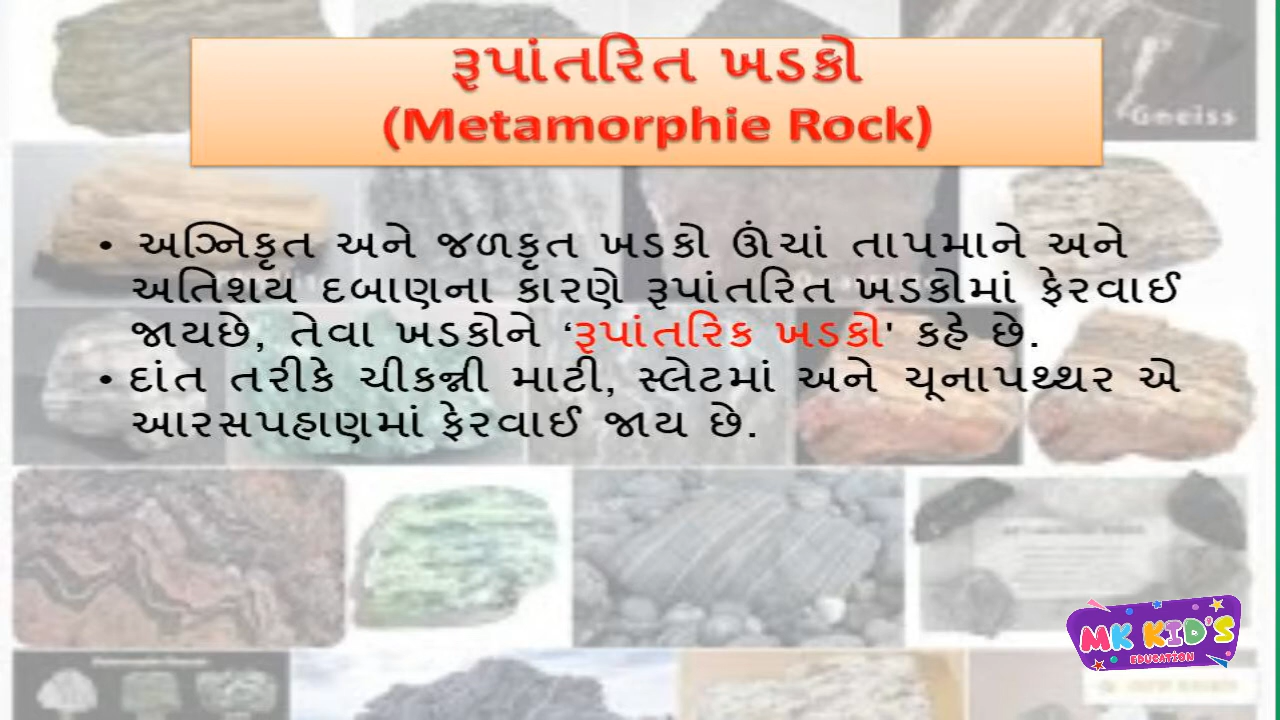 રૂપાંતરિત ખડકો
(Metamorphie Rock)
Gneiss
• અગ્નિકૃત અને જળકૃત ખડકો ઊંચાં તાપમાને અને
અતિશય દબાણના કારણે રૂપાંતરિત ખડકોમાં ફેરવાઈ
જાયછે, તેવા ખડકોને ‘રૂપાંતરિક ખડકો' કહે છે.
• દાંત તરીકે ચીકન્ની માટી, સ્લેટમાં અને ચૂનાપથ્થર એ
આરસપહાણમાં ફેરવાઈ જાય છે.
MK KID'S
EDUCATION